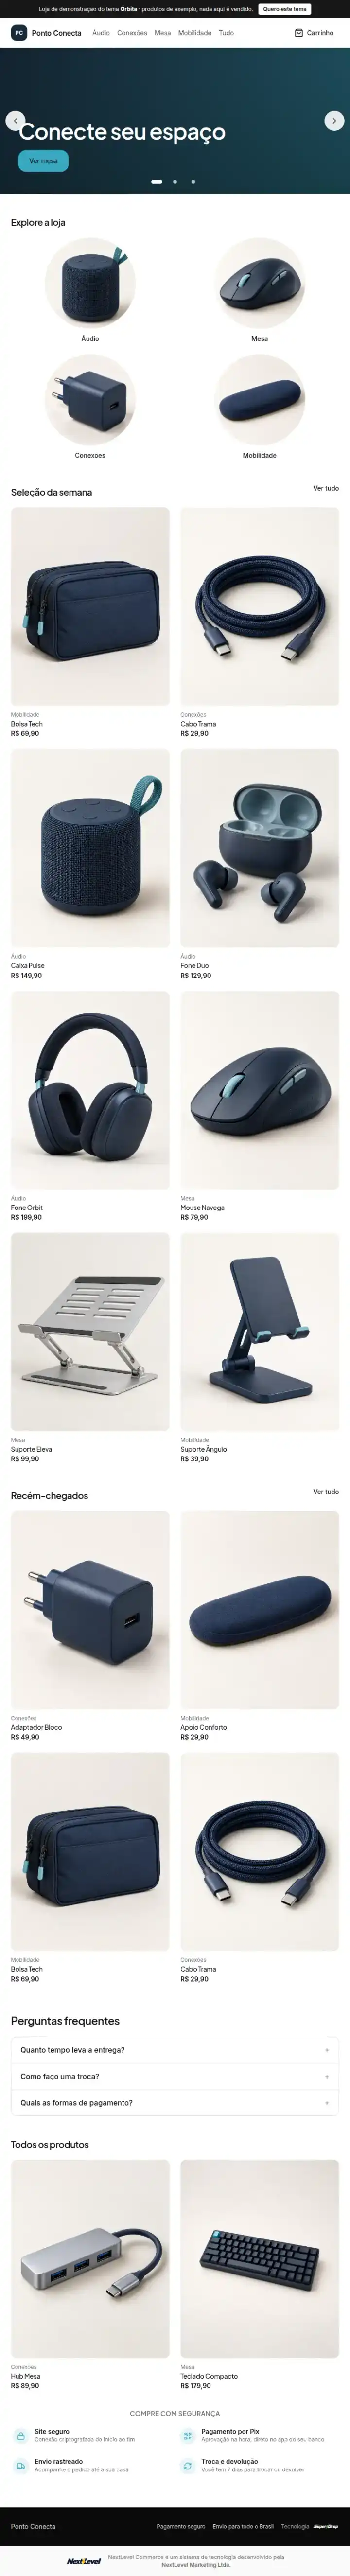 Loja de demonstração do tema Órbita · produtos de exemplo, nada aqui é vendido. Quero este tema
PC Ponto Conecta Áudio Conexões Mesa Mobilidade Tudo Carrinho
Conecte seu espaço
Ver mesa
Explore a loja
Áudio Mesa
Conexões Mobilidade
Seleção da semana Ver tudo
Mobilidade
Bolsa Tech
R$ 69,90
Conexões
Cabo Trama
R$ 29,90
Áudio
Caixa Pulse
R$ 149,90
Áudio
Fone Duo
R$ 129,90
Áudio
Fone Orbit
R$ 199,90
Mesa
Mouse Navega
R$ 79,90
Mesa
Suporte Eleva
R$ 99,90
Mobilidade
Suporte Ângulo
R$ 39,90
Recém-chegados Ver tudo
Conexões
Adaptador Bloco
R$ 49,90
Mobilidade
Apoio Conforto
R$ 29,90
Mobilidade
Bolsa Tech
R$ 69,90
Conexões
Cabo Trama
R$ 29,90
Perguntas frequentes
Quanto tempo leva a entrega? +
Como faço uma troca? +
Quais as formas de pagamento? +
Todos os produtos
Conexões
Hub Mesa
R$ 89,90
Mesa
Teclado Compacto
R$ 179,90
COMPRE COM SEGURANÇA
Site seguro
Conexão criptografada do início ao fim
Pagamento por Pix
Aprovação na hora, direto no app do seu banco
Envio rastreado
Acompanhe o pedido até a sua casa
Troca e devolução
Você tem 7 dias para trocar ou devolver
Ponto Conecta Pagamento seguro Envio para todo o Brasil Tecnologia SuperDrop
NextLevel NextLevel Commerce é um sistema de tecnologia desenvolvido pela
NextLevel Marketing Ltda.